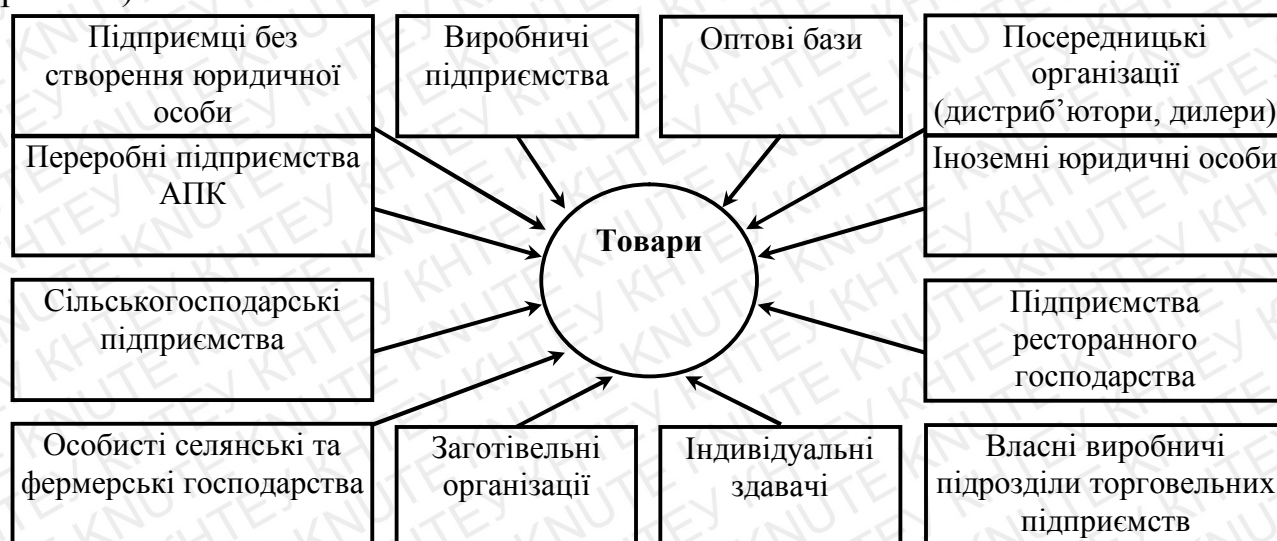 Підприємці без
створення юридичної
особи
Виробничі
підприємства
Оптові бази
Посередницькі
організації
(дистриб’ютори, дилери)
Переробні підприємства
АПК
Іноземні юридичні особи
Товари
Сільськогосподарські
підприємства
Підприємства
ресторанного
господарства
Особисті селянські та
фермерські господарства
Заготівельні
організації
Індивідуальні
здавачі
Власні виробничі
підрозділи торговельних
підприємств